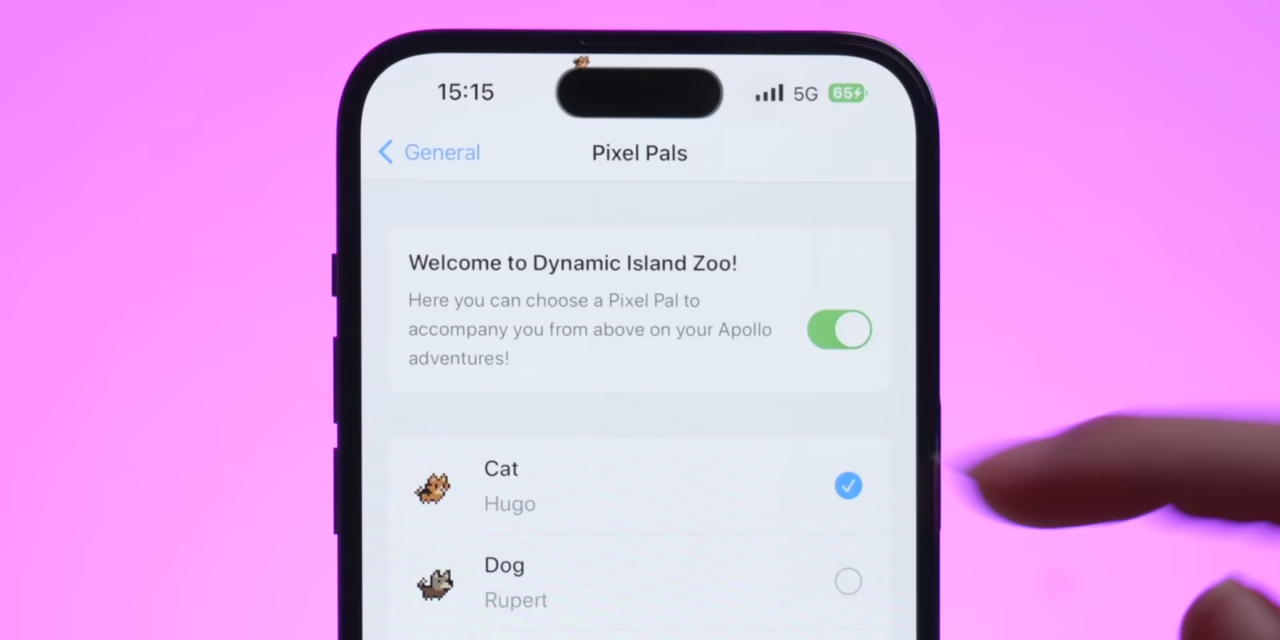 15:15 5G 65
General Pixel Pals
Welcome to Dynamic Island Zoo!
Here you can choose a Pixel Pal to
accompany you from above on your Apollo
adventures!
Cat
Hugo
Dog
Rupert